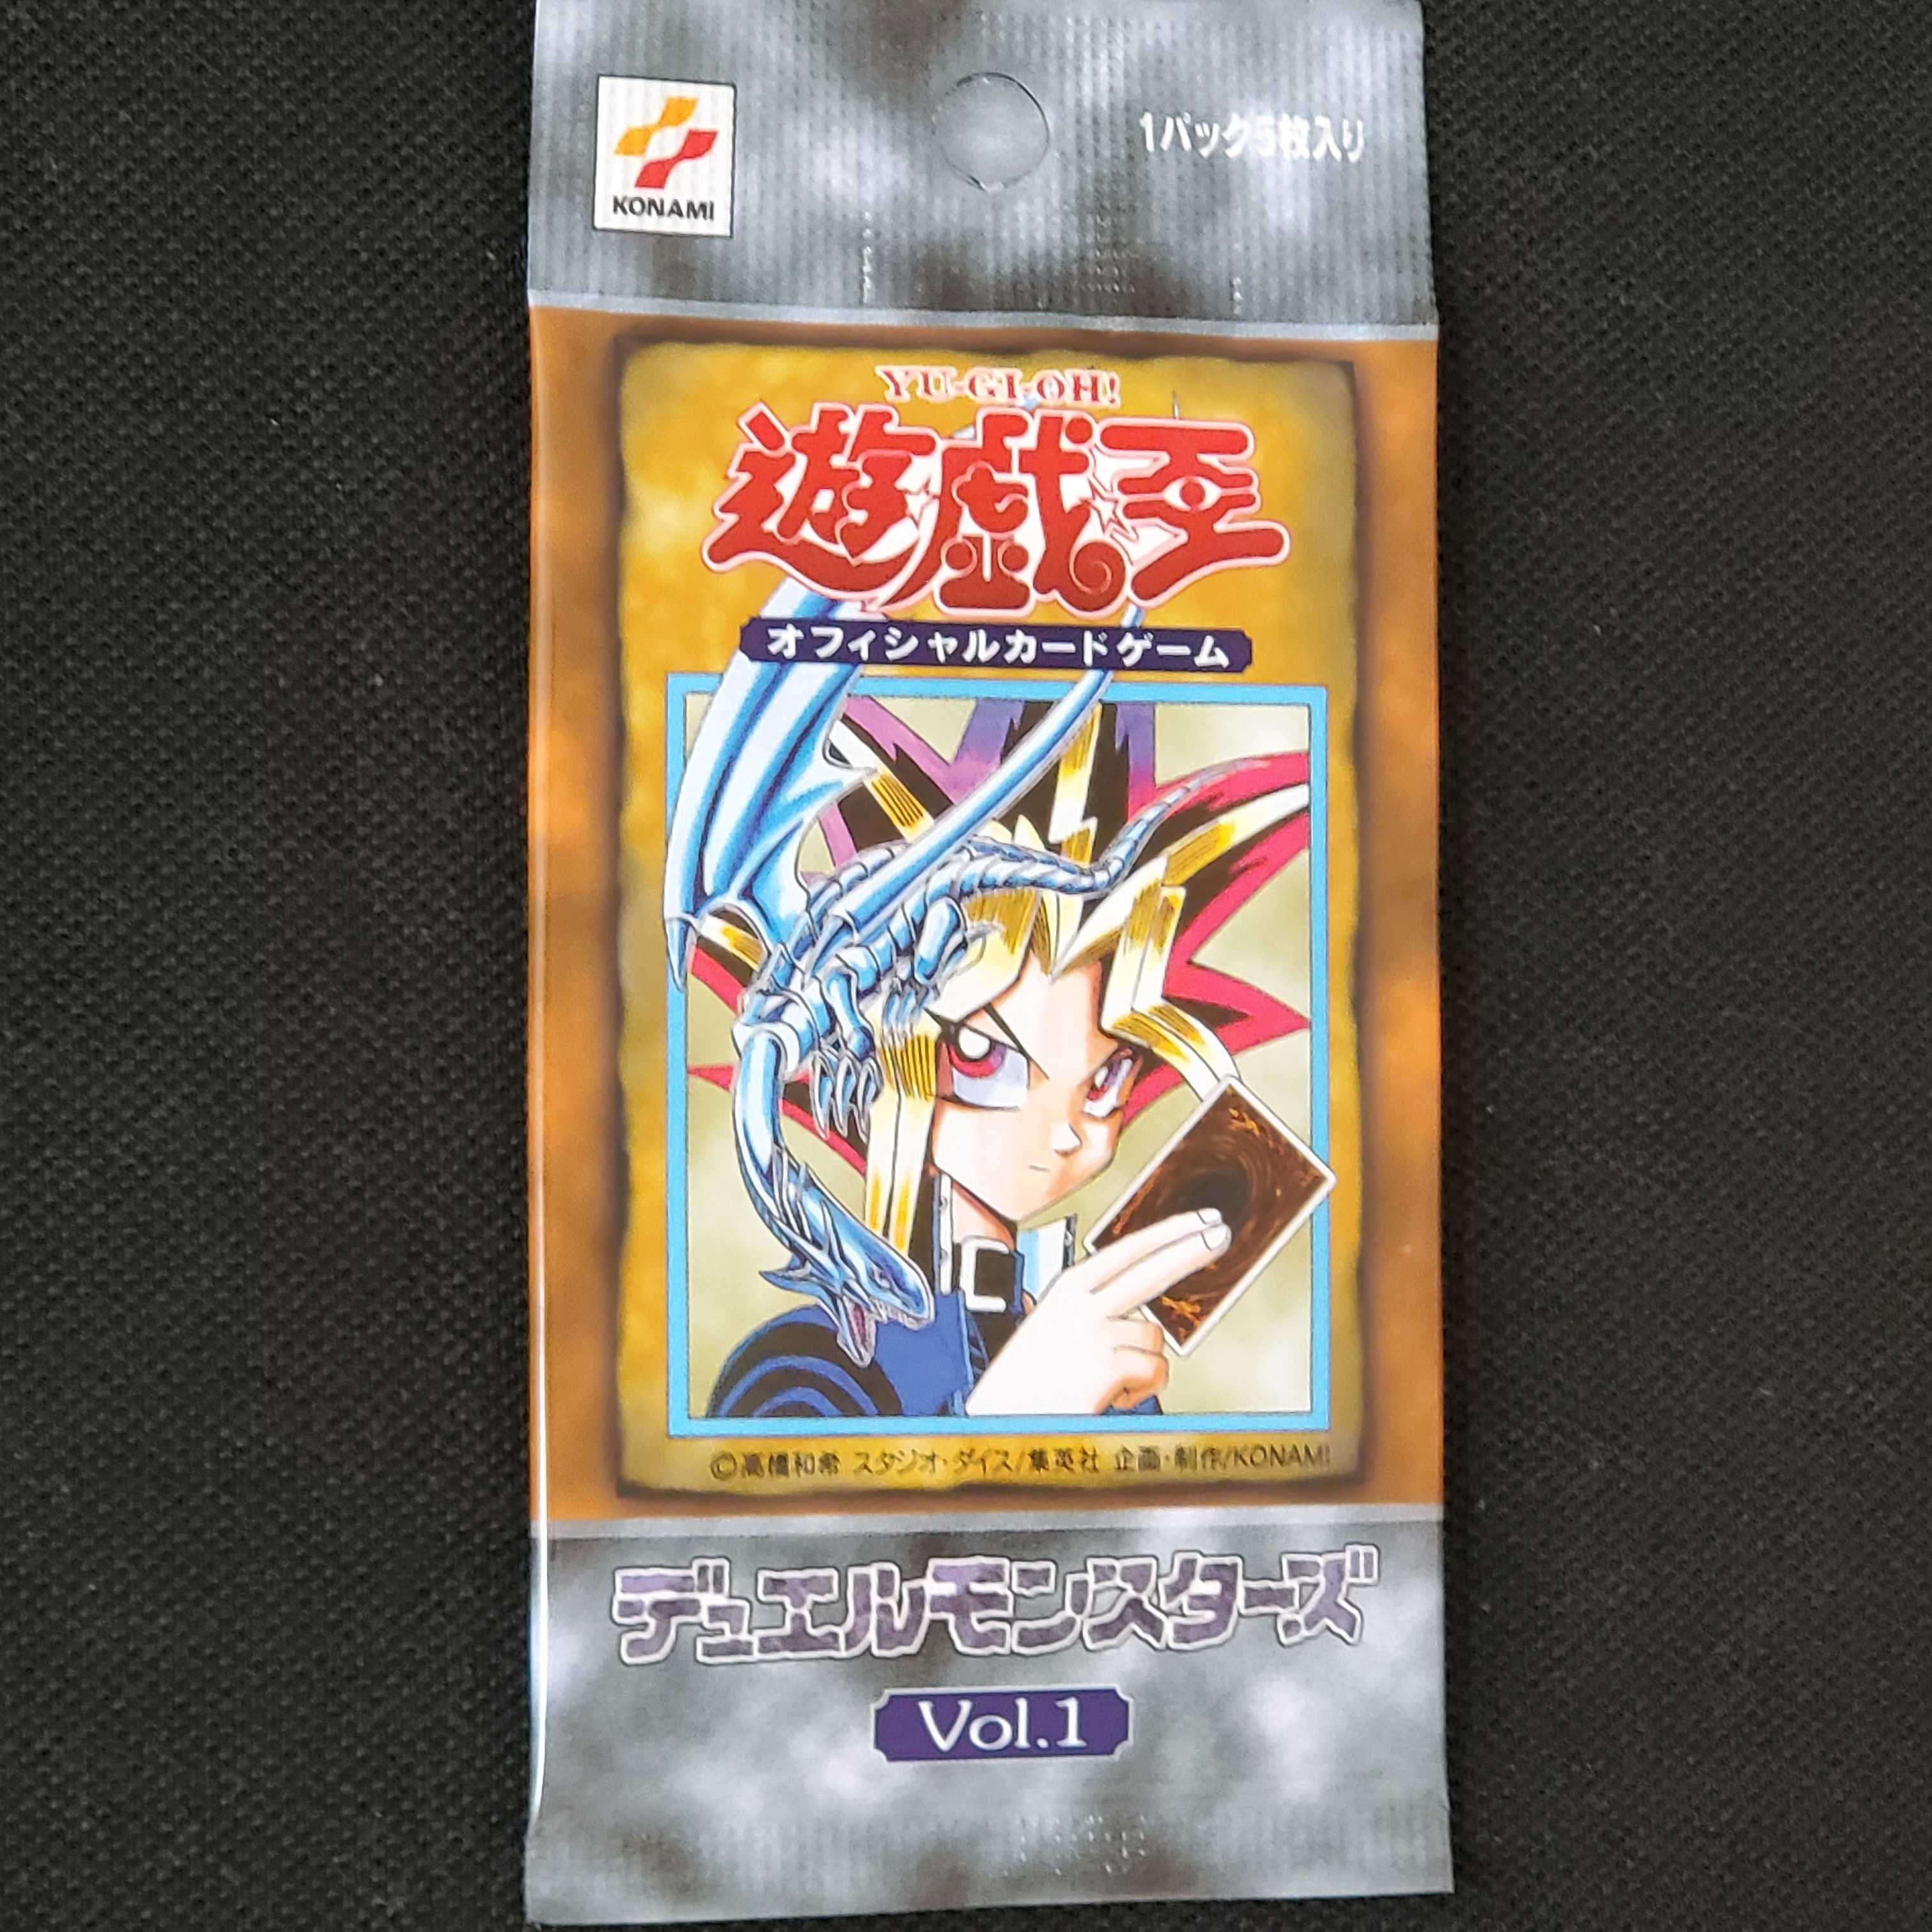 KONAMI
1パック5枚入り
YU-GI-OH!
遊戯王
オフィシャルカードゲーム
©高橋和希 スタジオ・ダイス/集英社 企画・制作/KONAMI
デュエルモンスターズ
Vol.1